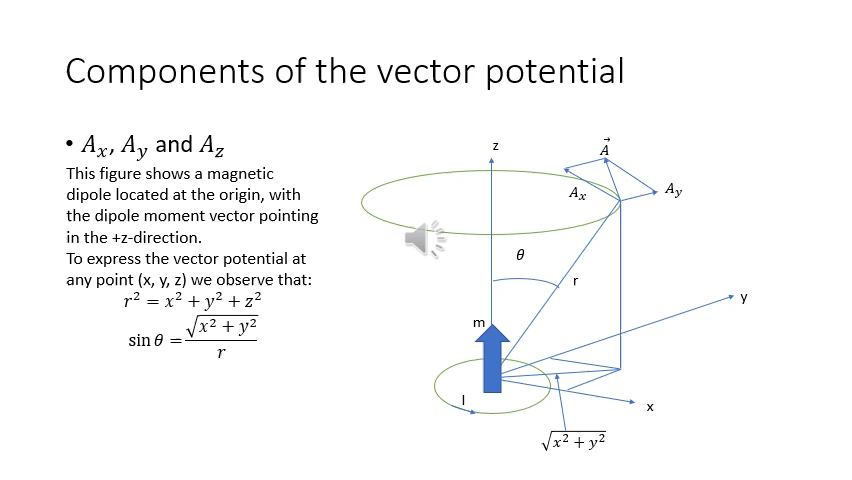 Components of the vector potential
• Aₓ, Aᵧ and A_z
This figure shows a magnetic
dipole located at the origin, with
the dipole moment vector pointing
in the +z-direction.
To express the vector potential at
any point (x, y, z) we observe that:
r² = x² + y² + z²
sin θ = √(x² + y²) / r
z
A⃗
Aₓ
Aᵧ
θ
r
y
m
I
x
√(x² + y²)